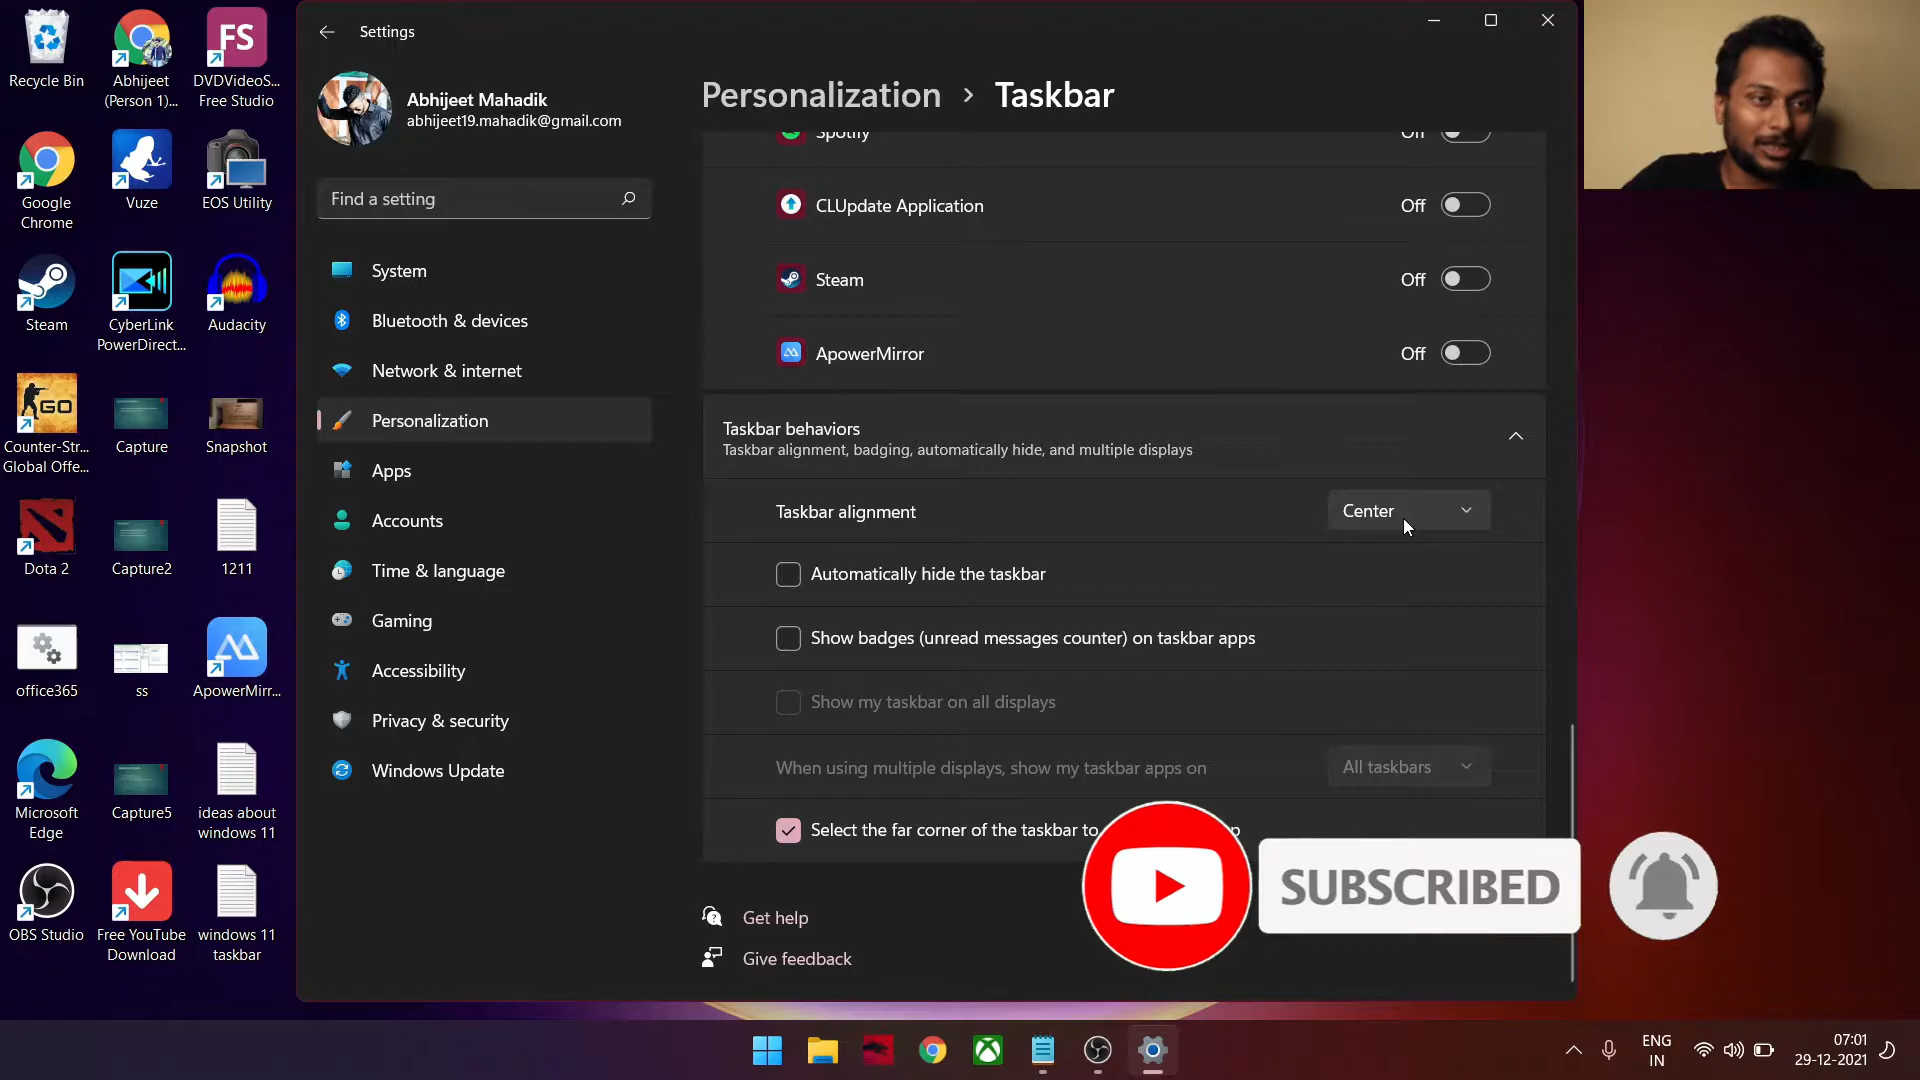 Recycle Bin
Abhijeet
(Person 1)...
FS
DVDVideoS...
Free Studio
Google
Chrome
Vuze
EOS Utility
Steam
CyberLink
PowerDirect...
Audacity
GO
Counter-Str...
Global Offe...
Capture
Snapshot
Dota 2
Capture2
1211
office365
ss
ApowerMirr...
Microsoft
Edge
Capture5
ideas about
windows 11
OBS Studio
Free YouTube
Download
windows 11
taskbar
Settings
Abhijeet Mahadik
abhijeet19.mahadik@gmail.com
Find a setting
System
Bluetooth & devices
Network & internet
Personalization
Apps
Accounts
Time & language
Gaming
Accessibility
Privacy & security
Windows Update
Personalization > Taskbar
Spotify Off
CLUpdate Application Off
Steam Off
ApowerMirror Off
Taskbar behaviors
Taskbar alignment, badging, automatically hide, and multiple displays
Taskbar alignment Center
Automatically hide the taskbar
Show badges (unread messages counter) on taskbar apps
Show my taskbar on all displays
When using multiple displays, show my taskbar apps on All taskbars
Select the far corner of the taskbar to
SUBSCRIBED
Get help
Give feedback
ENG
IN
07:01
29-12-2021